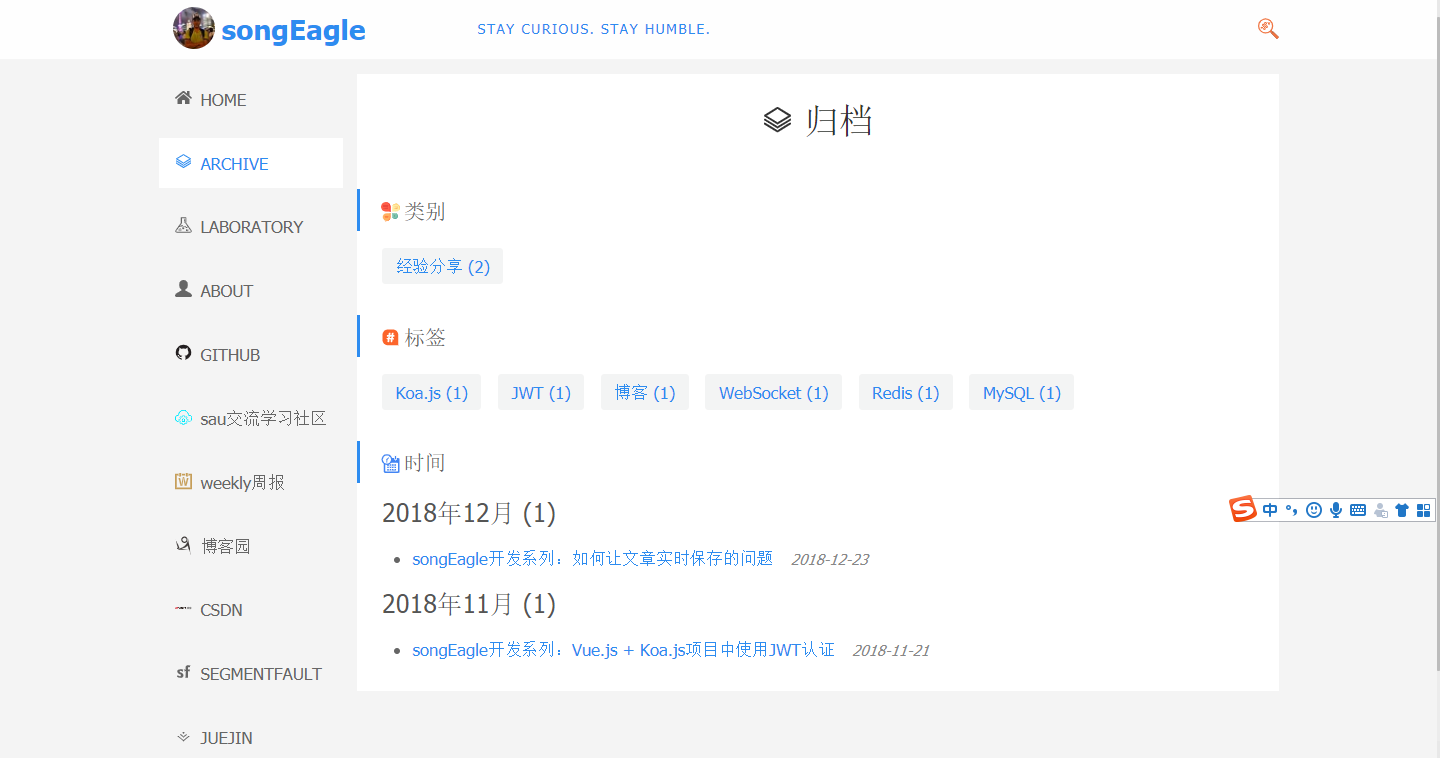 songEagle
STAY CURIOUS. STAY HUMBLE.
HOME
ARCHIVE
LABORATORY
ABOUT
GITHUB
sau交流学习社区
weekly周报
博客园
CSDN
SEGMENTFAULT
JUEJIN
归档
类别
经验分享 (2)
标签
Koa.js (1) JWT (1) 博客 (1) WebSocket (1) Redis (1) MySQL (1)
时间
2018年12月 (1)
songEagle开发系列：如何让文章实时保存的问题 2018-12-23
2018年11月 (1)
songEagle开发系列：Vue.js + Koa.js项目中使用JWT认证 2018-11-21
中